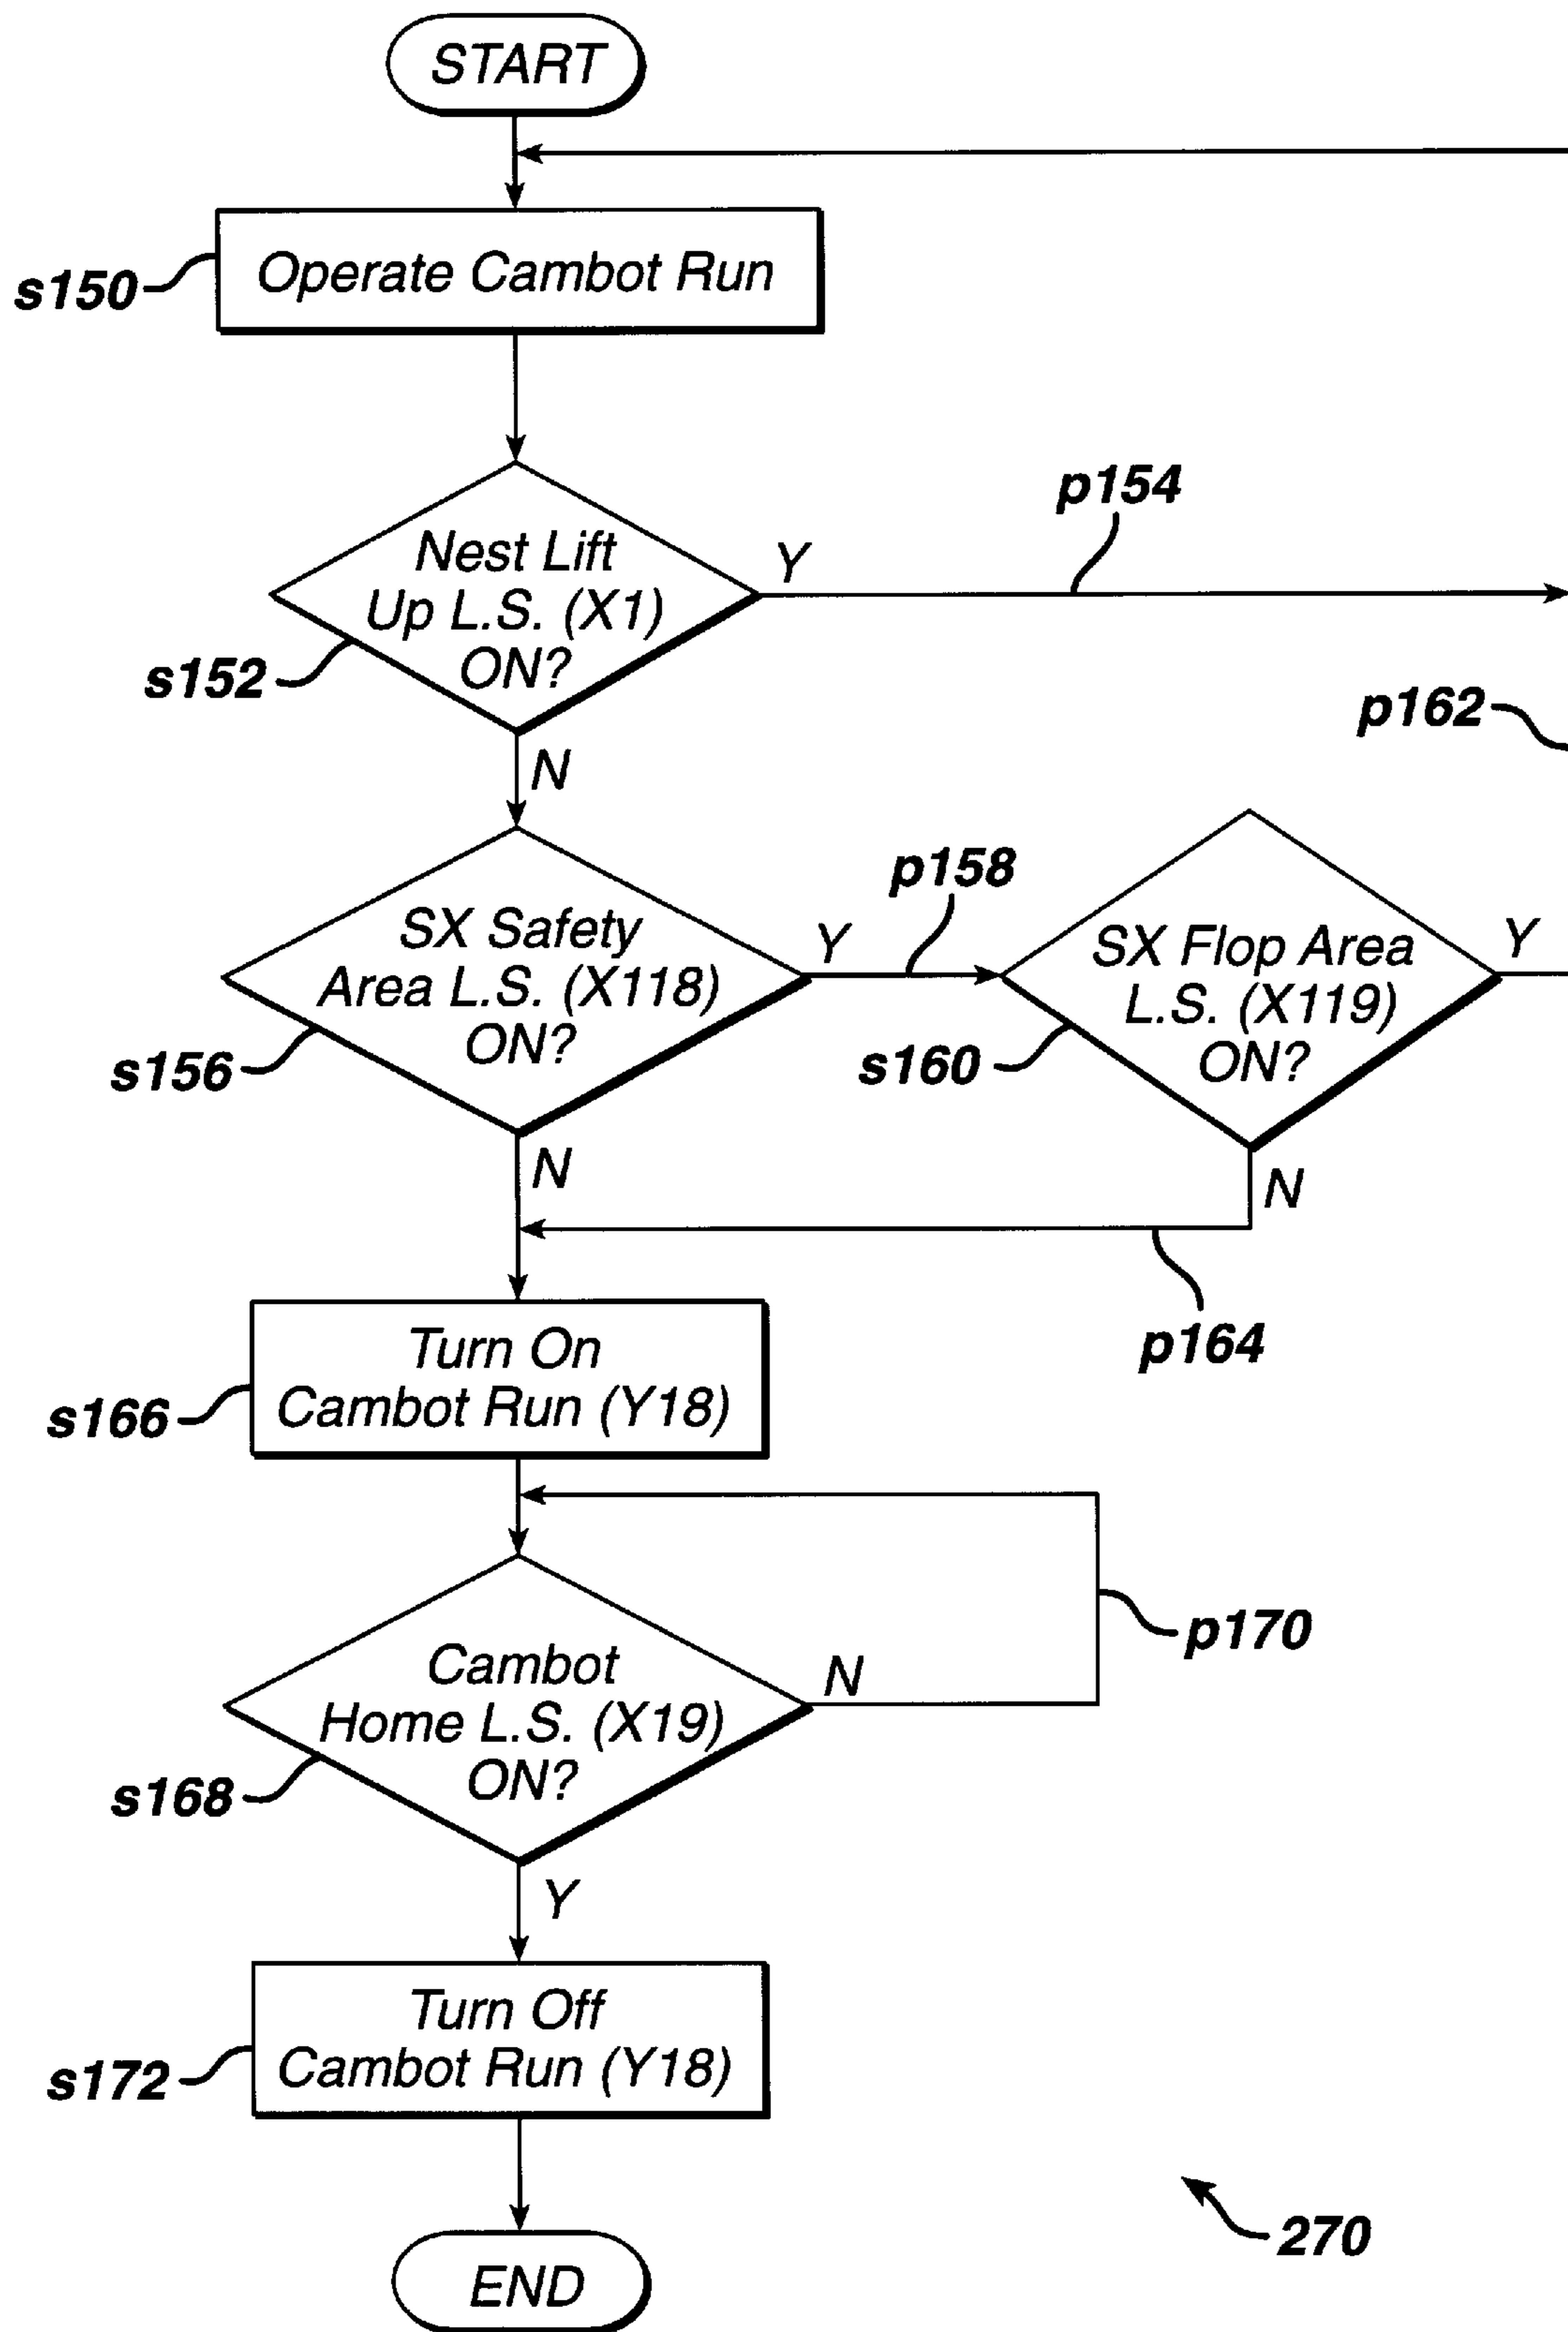 START
s150
Operate Cambot Run
p154
Nest Lift
Up L.S. (X1)
ON?
Y
s152
N
p162
p158
SX Safety
Area L.S. (X118)
ON?
Y
s156
SX Flop Area
L.S. (X119)
ON?
Y
s160
N
N
p164
Turn On
Cambot Run (Y18)
s166
Cambot
Home L.S. (X19)
ON?
N
p170
s168
Y
Turn Off
Cambot Run (Y18)
s172
270
END